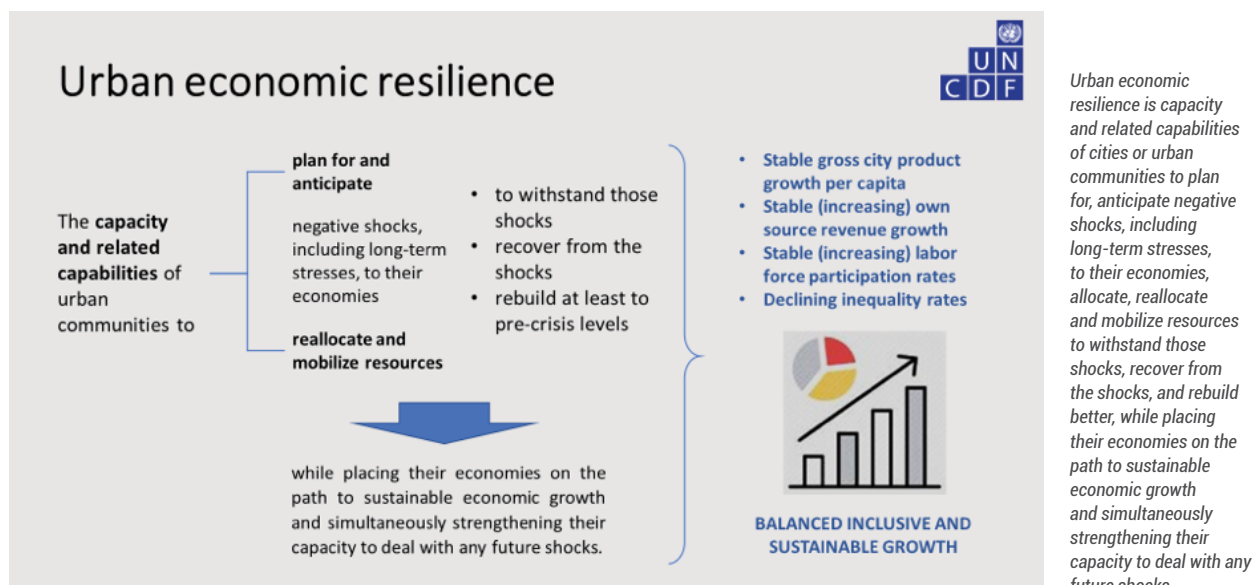 Urban economic resilience
UN
CDF
The capacity
and related
capabilities of
urban
communities to
plan for and
anticipate
negative shocks,
including long-term
stresses, to their
economies
reallocate and
mobilize resources
• to withstand those
shocks
• recover from the
shocks
• rebuild at least to
pre-crisis levels
while placing their economies on the
path to sustainable economic growth
and simultaneously strengthening their
capacity to deal with any future shocks.
• Stable gross city product
growth per capita
• Stable (increasing) own
source revenue growth
• Stable (increasing) labor
force participation rates
• Declining inequality rates
BALANCED INCLUSIVE AND
SUSTAINABLE GROWTH
Urban economic
resilience is capacity
and related capabilities
of cities or urban
communities to plan
for, anticipate negative
shocks, including
long-term stresses,
to their economies,
allocate, reallocate
and mobilize resources
to withstand those
shocks, recover from
the shocks, and rebuild
better, while placing
their economies on the
path to sustainable
economic growth
and simultaneously
strengthening their
capacity to deal with any
future shocks